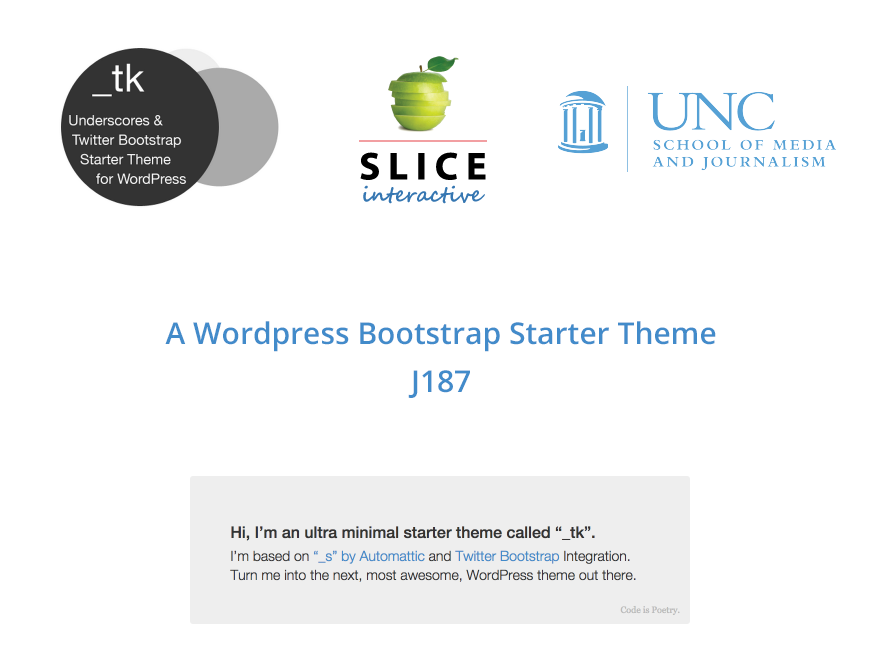 _tk
Underscores &
Twitter Bootstrap
Starter Theme
for WordPress
SLICE
interactive
UNC
SCHOOL OF MEDIA
AND JOURNALISM
A Wordpress Bootstrap Starter Theme
J187
Hi, I’m an ultra minimal starter theme called “_tk”.
I’m based on “_s” by Automattic and Twitter Bootstrap Integration.
Turn me into the next, most awesome, WordPress theme out there.
Code is Poetry.